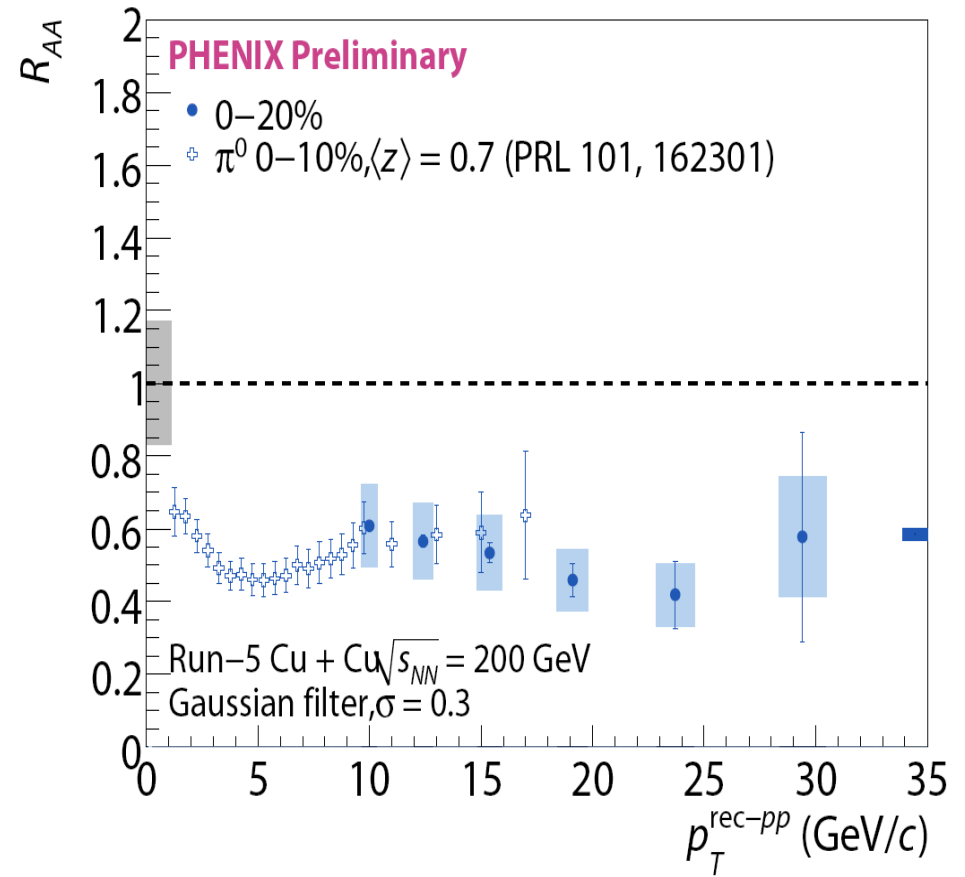 R_AA
2
1.8
1.6
1.4
1.2
1
0.8
0.6
0.4
0.2
0
PHENIX Preliminary
0–20%
π⁰ 0–10%,⟨z⟩ = 0.7 (PRL 101, 162301)
Run–5 Cu + Cu√s_NN = 200 GeV
Gaussian filter,σ = 0.3
0 5 10 15 20 25 30 35
p_T^rec–pp (GeV/c)